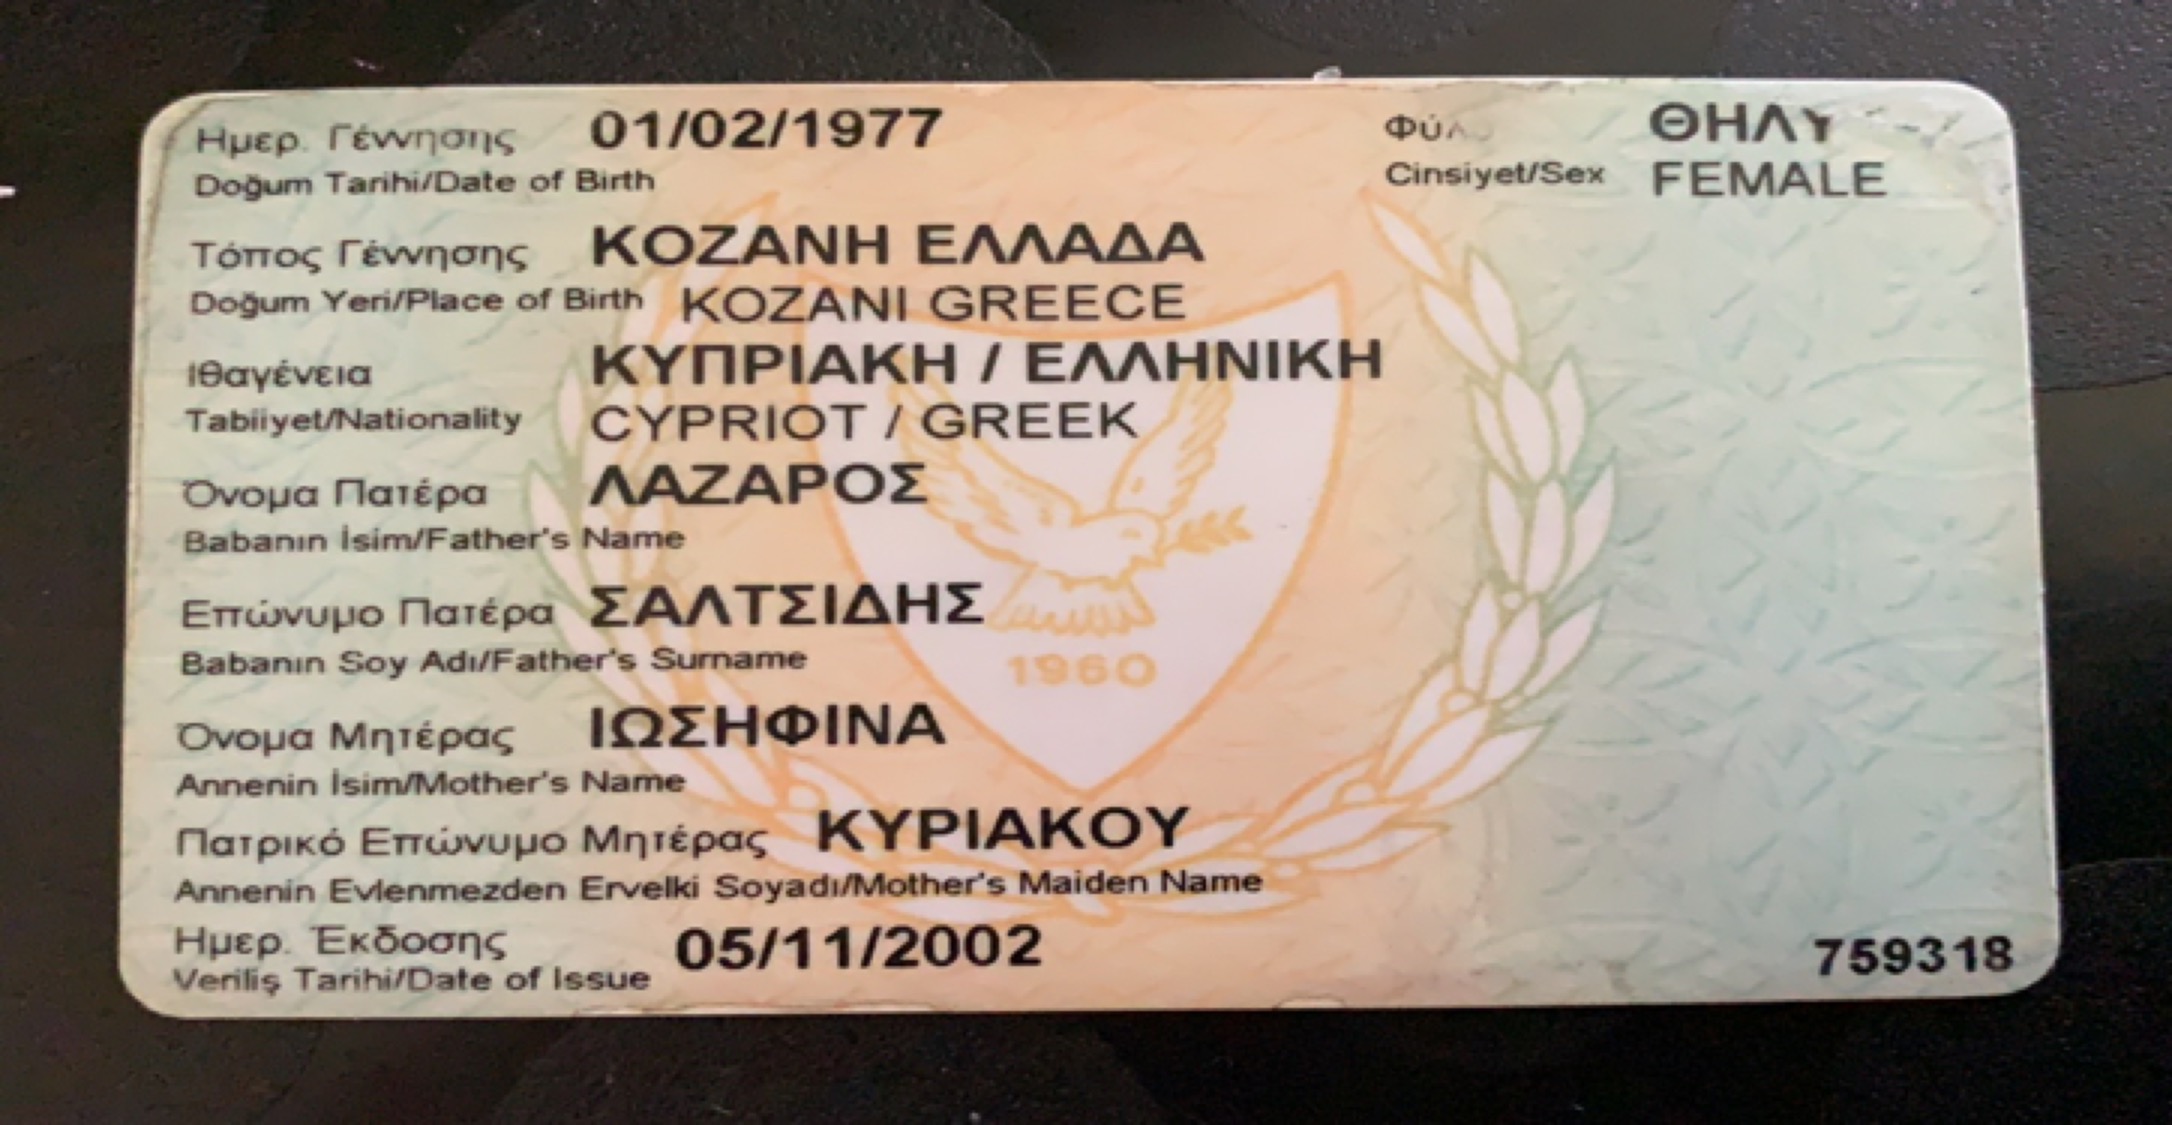 Ημερ. Γέννησης 01/02/1977 ΘΗΛΥ
Doğum Tarihi/Date of Birth Cinsiyet/Sex FEMALE
Τόπος Γέννησης ΚΟΖΑΝΗ ΕΛΛΑΔΑ
Doğum Yeri/Place of Birth KOZANI GREECE
Ιθαγένεια ΚΥΠΡΙΑΚΗ / ΕΛΛΗΝΙΚΗ
Tabiiyet/Nationality CYPRIOT / GREEK
Όνομα Πατέρα ΛΑΖΑΡΟΣ
Babanın İsim/Father's Name
Επώνυμο Πατέρα ΣΑΛΤΣΙΔΗΣ
Babanın Soy Adı/Father's Surname
1960
Όνομα Μητέρας ΙΩΣΗΦΙΝΑ
Annenin İsim/Mother's Name
Πατρικό Επώνυμο Μητέρας ΚΥΡΙΑΚΟΥ
Annenin Evlenmezden Ervelki Soyadı/Mother's Maiden Name
Ημερ. Έκδοσης 05/11/2002 759318
Veriliş Tarihi/Date of Issue